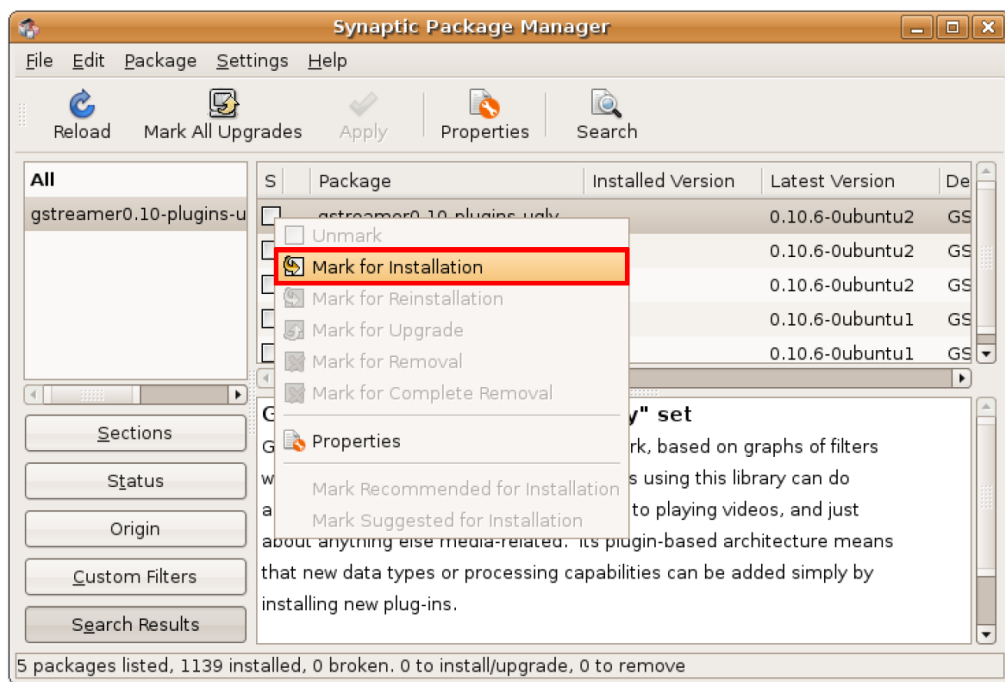 Synaptic Package Manager
File Edit Package Settings Help
Reload Mark All Upgrades Apply Properties Search
All
gstreamer0.10-plugins-u
S Package Installed Version Latest Version De
gstreamer0.10-plugins-ugly 0.10.6-0ubuntu2 GS
0.10.6-0ubuntu2 GS
0.10.6-0ubuntu2 GS
0.10.6-0ubuntu1 GS
0.10.6-0ubuntu1 GS
Unmark
Mark for Installation
Mark for Reinstallation
Mark for Upgrade
Mark for Removal
Mark for Complete Removal
Properties
Mark Recommended for Installation
Mark Suggested for Installation
Sections
Status
Origin
Custom Filters
Search Results
G y" set
G rk, based on graphs of filters
w s using this library can do
a to playing videos, and just
about anything else media-related. Its plugin-based architecture means
that new data types or processing capabilities can be added simply by
installing new plug-ins.
5 packages listed, 1139 installed, 0 broken. 0 to install/upgrade, 0 to remove